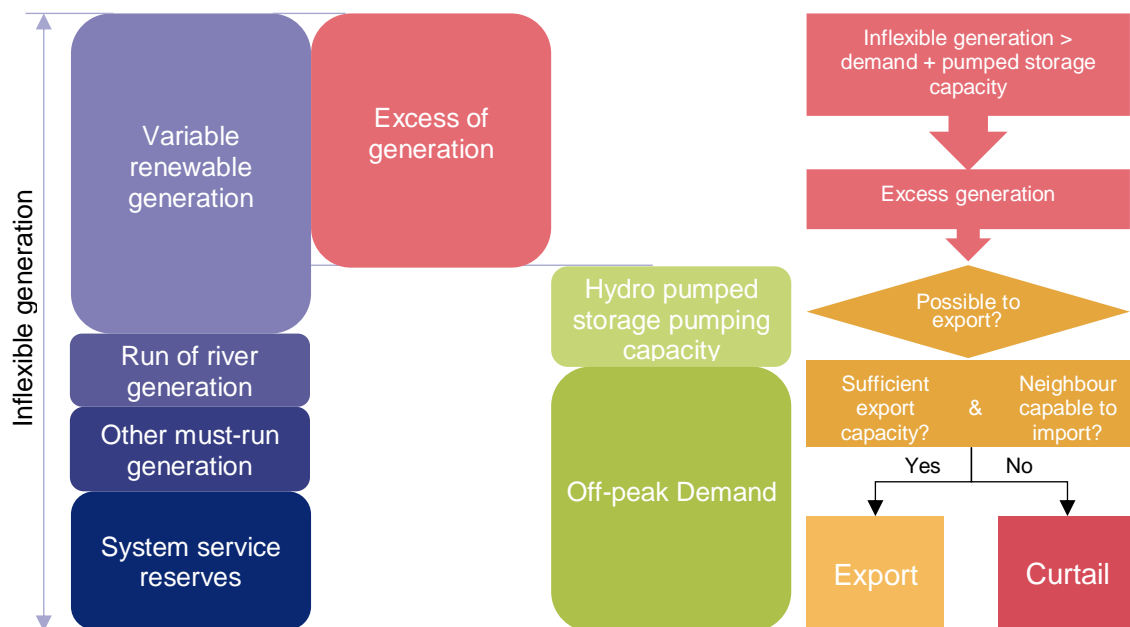 Inflexible generation
Variable
renewable
generation
Run of river
generation
Other must-run
generation
System service
reserves
Excess of
generation
Hydro pumped
storage pumping
capacity
Off-peak Demand
Inflexible generation >
demand + pumped storage
capacity
Excess generation
Possible to
export?
Sufficient
export
capacity?
&
Neighbour
capable to
import?
Yes
No
Export
Curtail